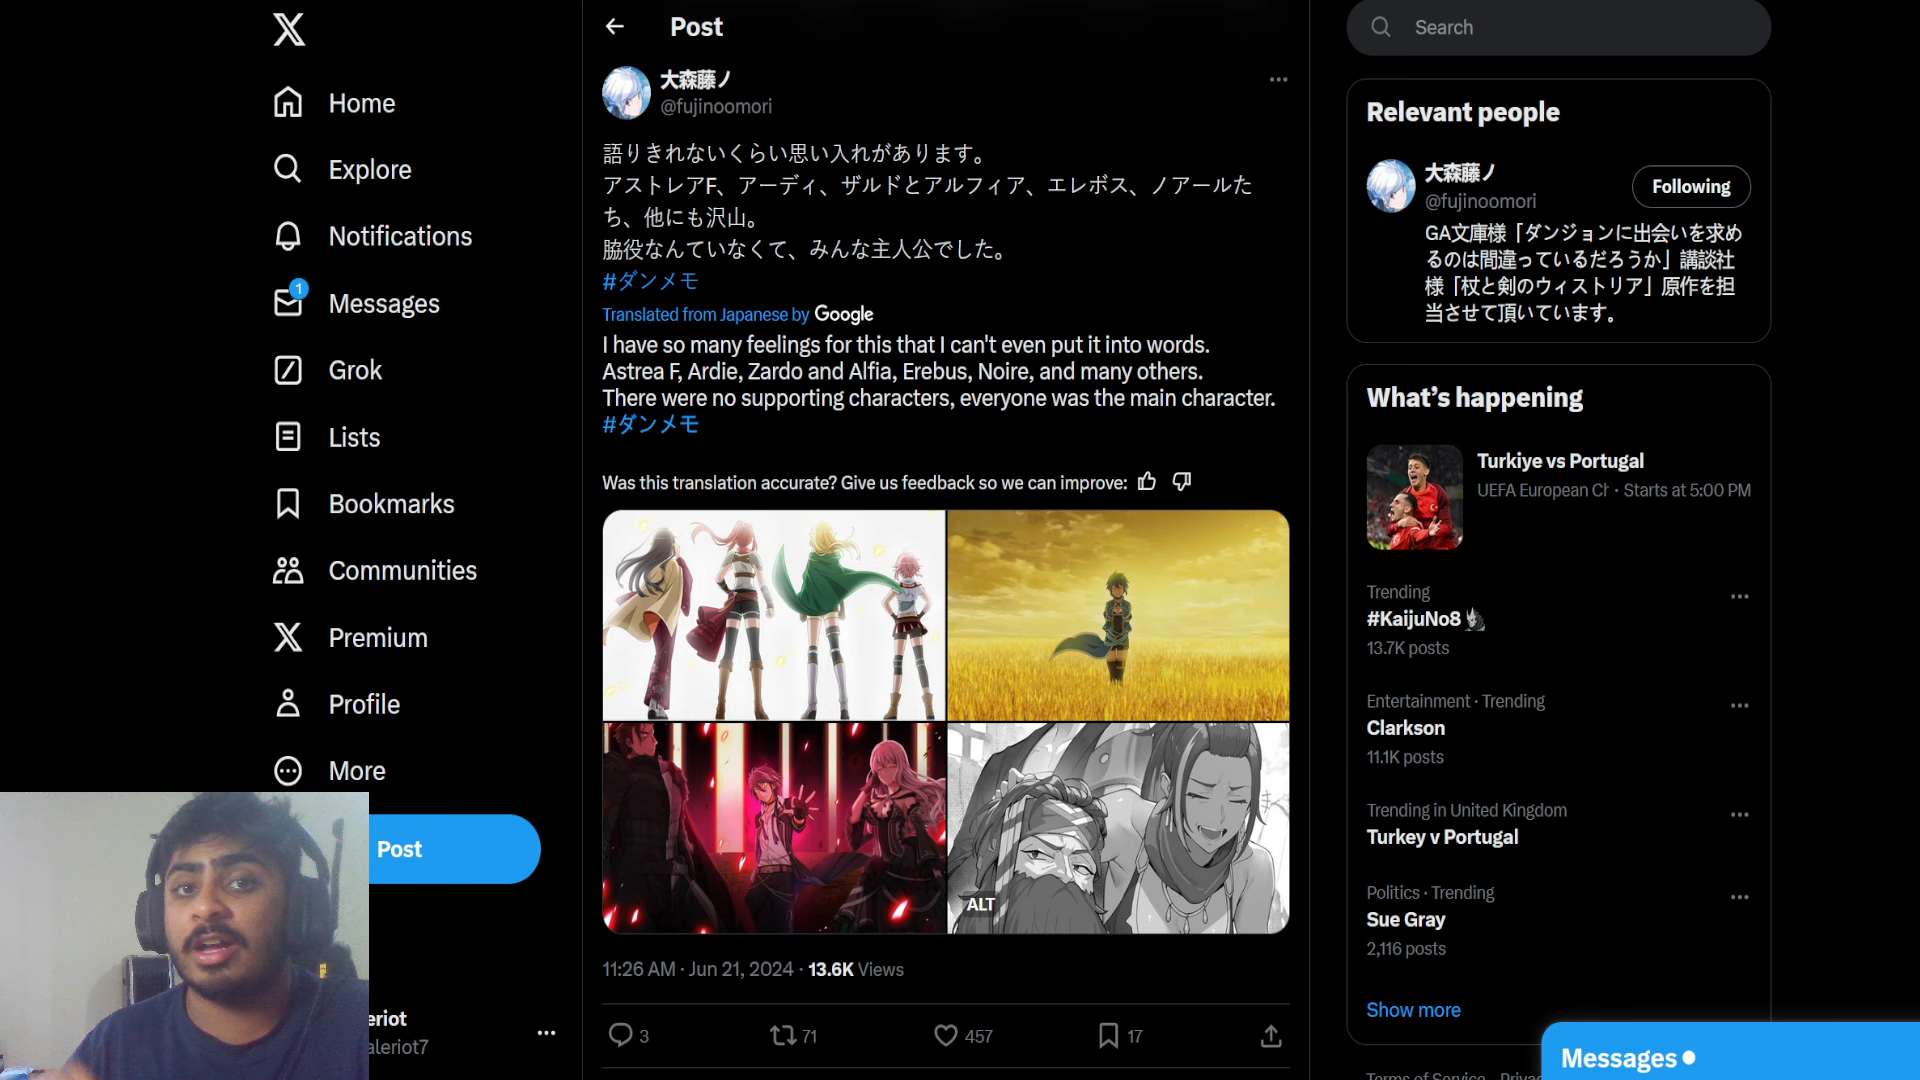 Home
Explore
Notifications
1
Messages
Grok
Lists
Bookmarks
Communities
Premium
Profile
More
Post
eriot
aleriot7
Post
大森藤ノ
@fujinoomori
語りきれないくらい思い入れがあります。
アストレアF、アーディ、ザルドとアルフィア、エレボス、ノアールた
ち、他にも沢山。
脇役なんていなくて、みんな主人公でした。
#ダンメモ
Translated from Japanese by Google
I have so many feelings for this that I can't even put it into words.
Astrea F, Ardie, Zardo and Alfia, Erebus, Noire, and many others.
There were no supporting characters, everyone was the main character.
#ダンメモ
Was this translation accurate? Give us feedback so we can improve:
ALT
11:26 AM · Jun 21, 2024 · 13.6K Views
3
71
457
17
Search
Relevant people
大森藤ノ
@fujinoomori
Following
GA文庫様「ダンジョンに出会いを求め
るのは間違っているだろうか」講談社
様「杖と剣のウィストリア」原作を担
当させて頂いています。
What's happening
Turkiye vs Portugal
UEFA European Ch · Starts at 5:00 PM
Trending
#KaijuNo8
13.7K posts
Entertainment · Trending
Clarkson
11.1K posts
Trending in United Kingdom
Turkey v Portugal
Politics · Trending
Sue Gray
2,116 posts
Show more
Messages
Terms of Service